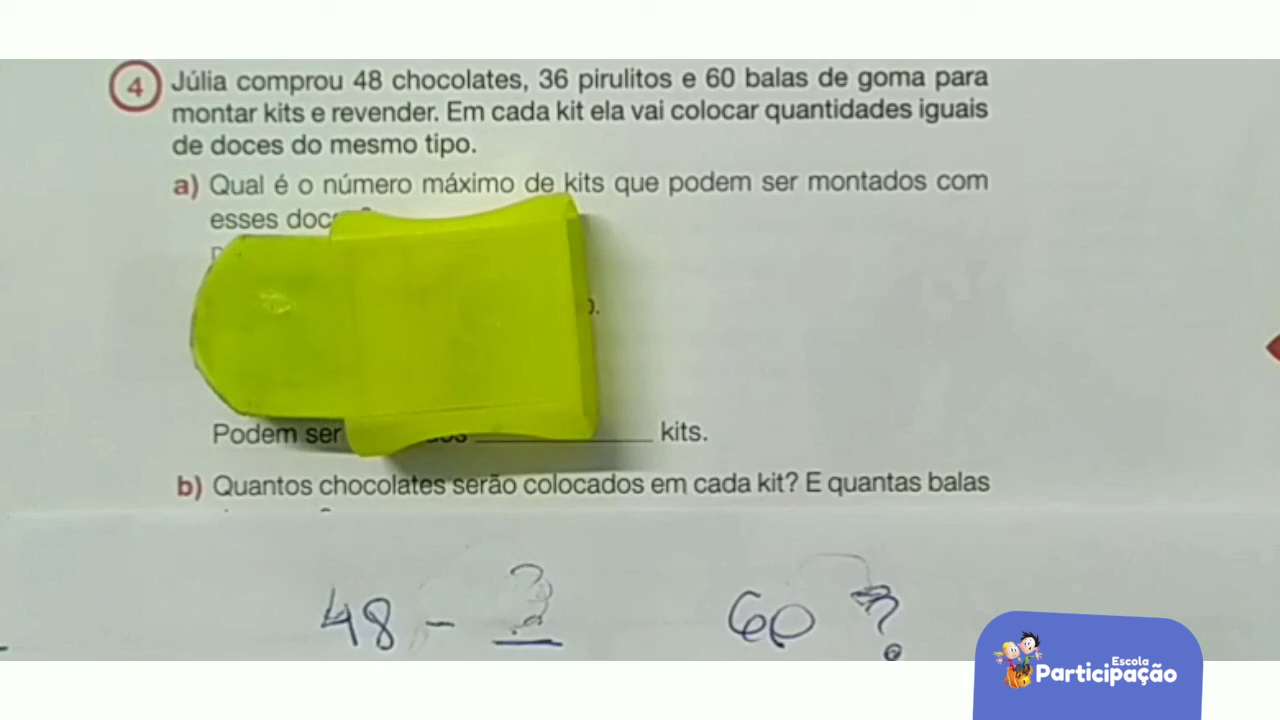 4 Júlia comprou 48 chocolates, 36 pirulitos e 60 balas de goma para
montar kits e revender. Em cada kit ela vai colocar quantidades iguais
de doces do mesmo tipo.
a) Qual é o número máximo de kits que podem ser montados com
esses
Podem ser kits.
b) Quantos chocolates serão colocados em cada kit? E quantas balas
48 - ? 60 ?
Escola
Participação